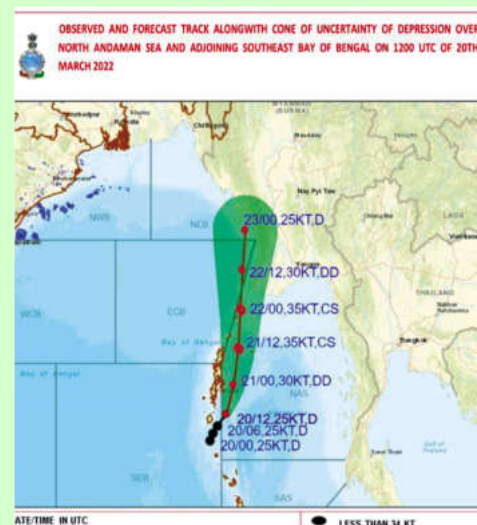 OBSERVED AND FORECAST TRACK ALONGWITH CONE OF UNCERTAINTY OF DEPRESSION OVER
NORTH ANDAMAN SEA AND ADJOINING SOUTHEAST BAY OF BENGAL ON 1200 UTC OF 20TH
MARCH 2022
MYANMAR
(BURMA)
Mandalay
LAOS
Nay Pyi Taw
NWB
NEB
23/00,25KT,D
22/12,30KT,DD
22/00,35KT,CS
THAILAND
WCB
ECB
Bay of Bengal
21/12,35KT,CS
Bangkok
21/00,30KT,DD
NAS
20/12,25KT,D
20/06,25KT,D
20/00,25KT,D
Gulf of
SEB
SAS
ATE/TIME IN UTC
LESS THAN 34 KT